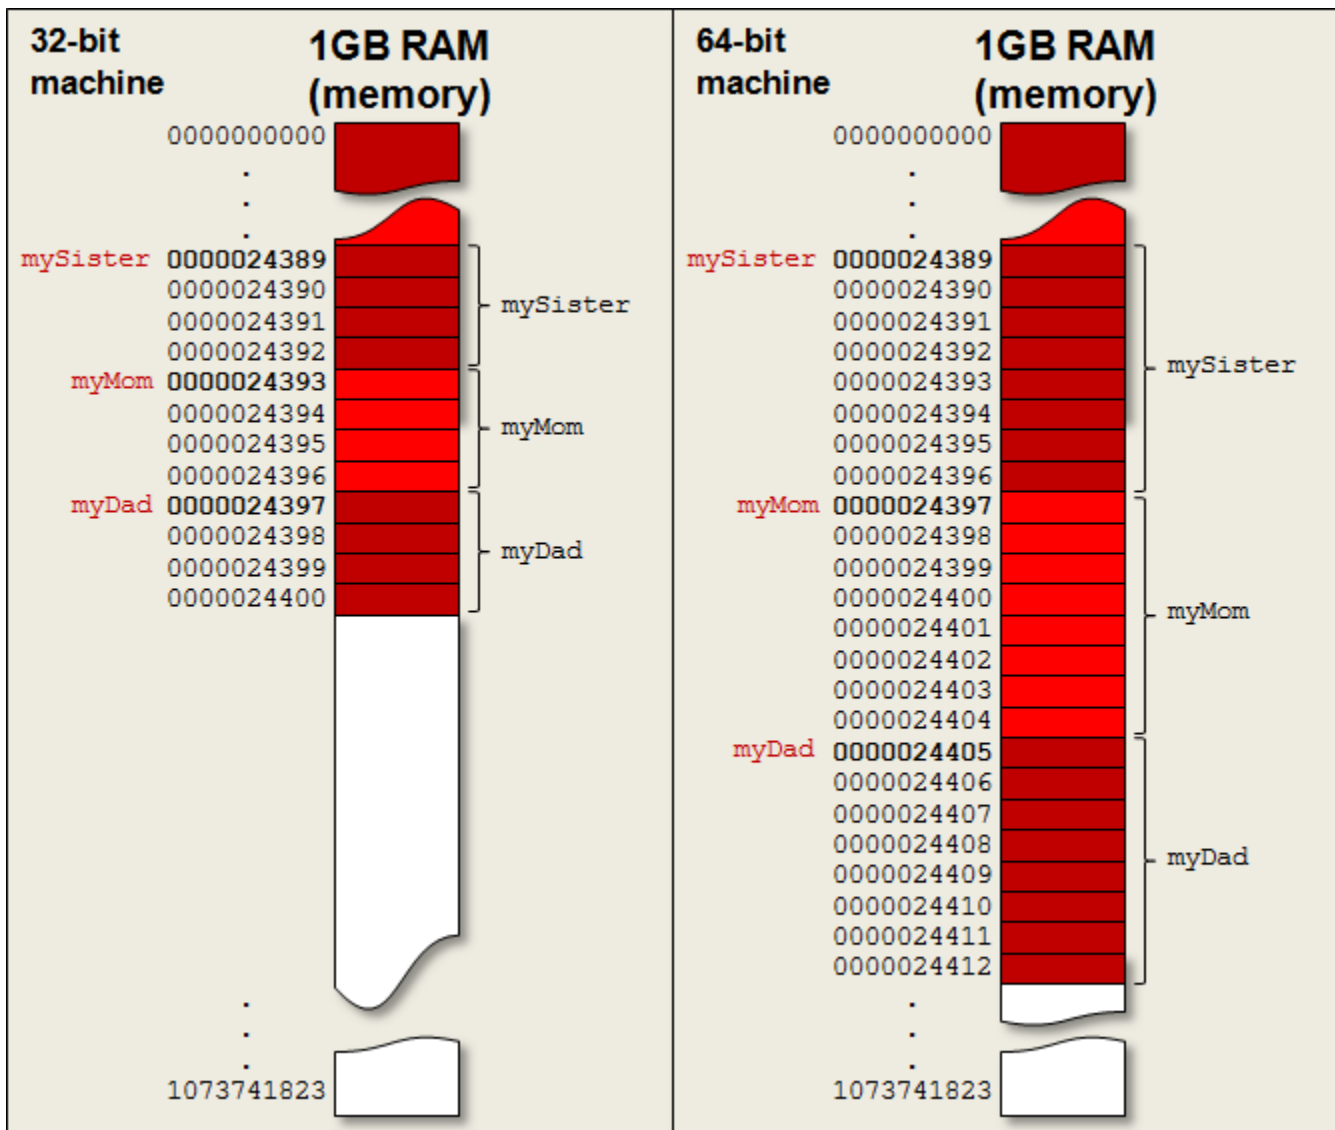 32-bit
machine
1GB RAM
(memory)
0000000000
.
.
.
mySister 0000024389
0000024390
0000024391
0000024392
mySister
myMom 0000024393
0000024394
0000024395
0000024396
myMom
myDad 0000024397
0000024398
0000024399
0000024400
myDad
.
.
.
1073741823
64-bit
machine
1GB RAM
(memory)
0000000000
.
.
.
mySister 0000024389
0000024390
0000024391
0000024392
0000024393
0000024394
0000024395
0000024396
mySister
myMom 0000024397
0000024398
0000024399
0000024400
0000024401
0000024402
0000024403
0000024404
myMom
myDad 0000024405
0000024406
0000024407
0000024408
0000024409
0000024410
0000024411
0000024412
myDad
.
.
.
1073741823